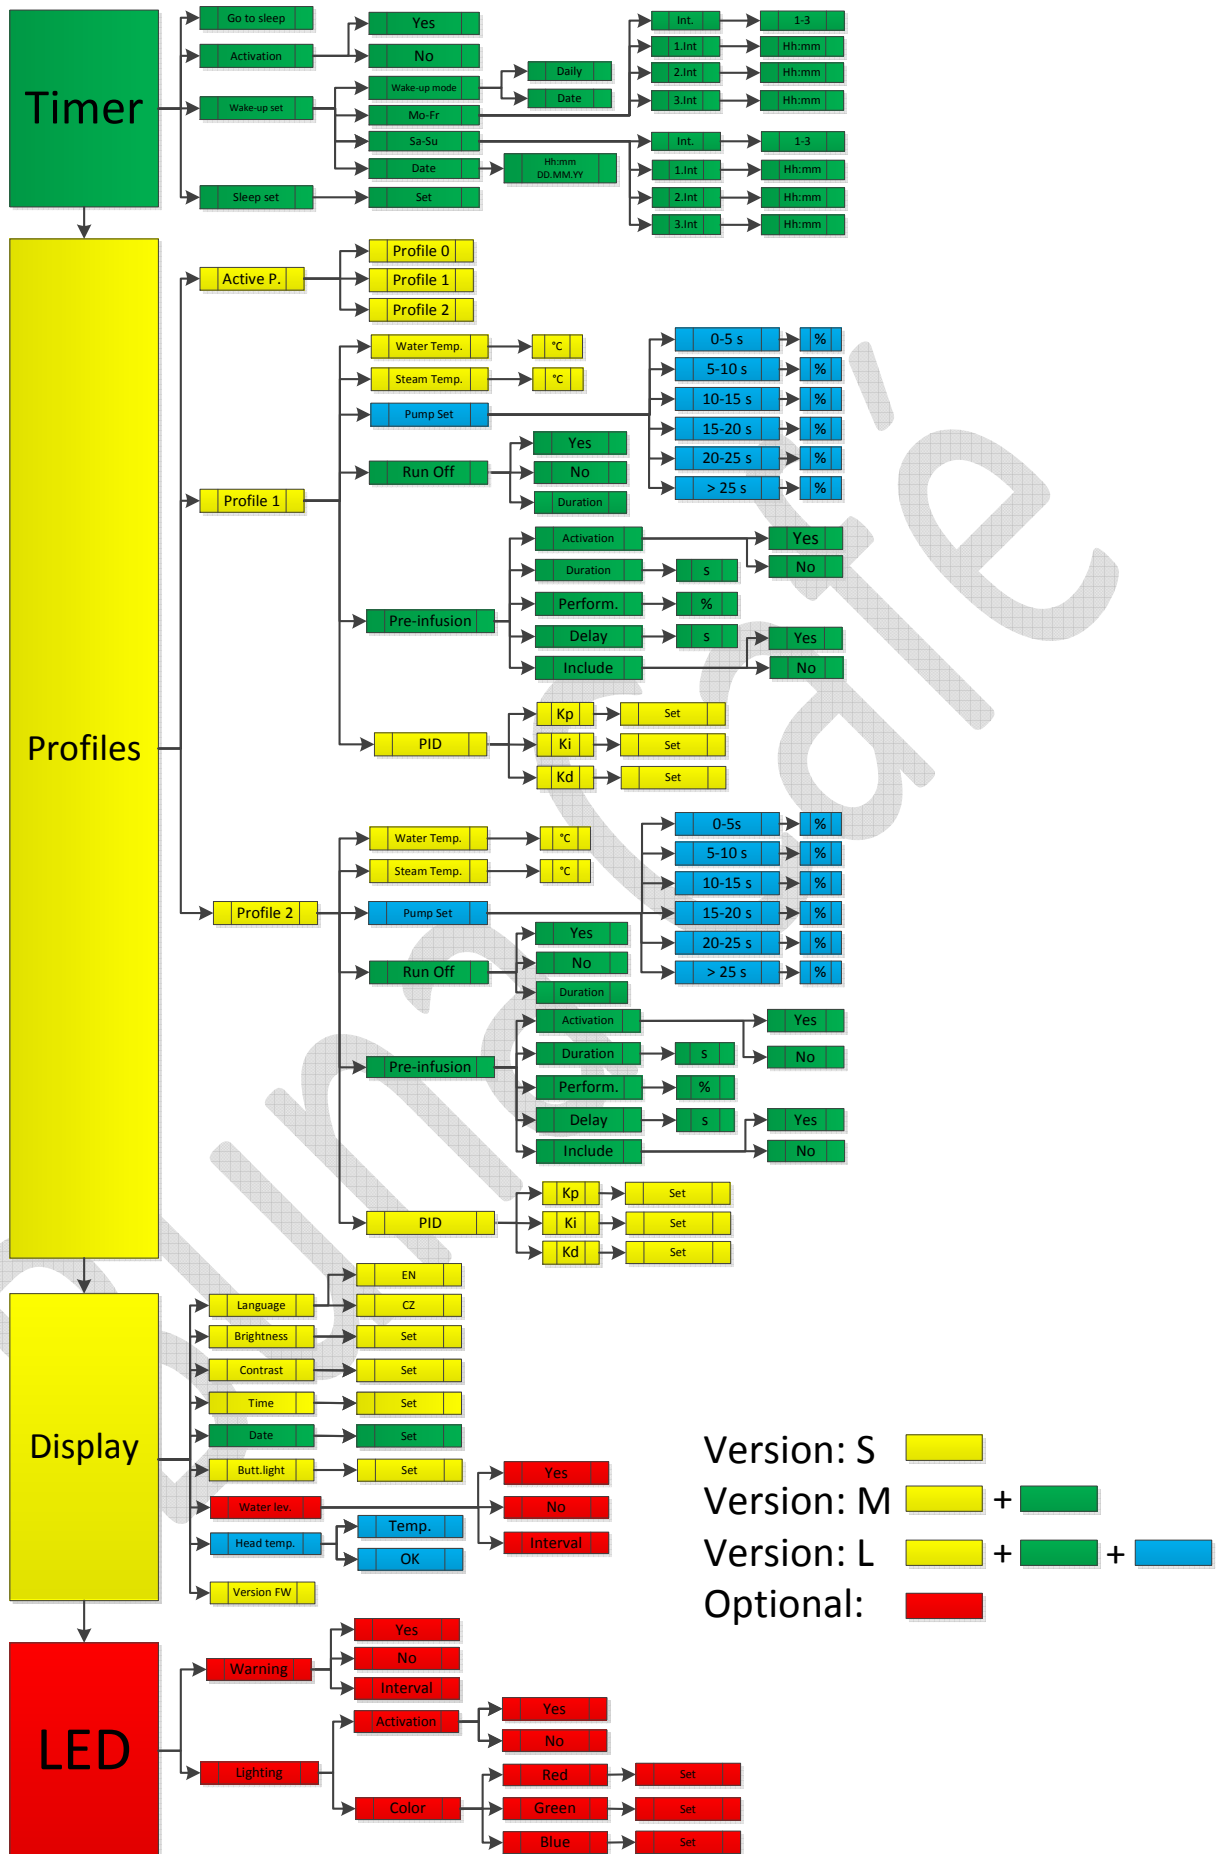 Timer
Go to sleep
Activation
Yes
No
Wake-up set
Wake-up mode
Daily
Date
Mo-Fr
Int.
1-3
1.Int
Hh:mm
2.Int
Hh:mm
3.Int
Hh:mm
Sa-Su
Int.
1-3
1.Int
Hh:mm
2.Int
Hh:mm
3.Int
Hh:mm
Date
Hh:mm
DD.MM.YY
Sleep set
Set
Profiles
Active P.
Profile 0
Profile 1
Profile 2
Profile 1
Water Temp.
°C
Steam Temp.
°C
Pump Set
0-5 s
%
5-10 s
%
10-15 s
%
15-20 s
%
20-25 s
%
> 25 s
%
Run Off
Yes
No
Duration
Pre-infusion
Activation
Yes
No
Duration
s
Perform.
%
Delay
s
Include
Yes
No
PID
Kp
Set
Ki
Set
Kd
Set
Profile 2
Water Temp.
°C
Steam Temp.
°C
Pump Set
0-5s
%
5-10 s
%
10-15 s
%
15-20 s
%
20-25 s
%
> 25 s
%
Run Off
Yes
No
Duration
Pre-infusion
Activation
Yes
No
Duration
s
Perform.
%
Delay
s
Include
Yes
No
PID
Kp
Set
Ki
Set
Kd
Set
Display
Language
EN
CZ
Brightness
Set
Contrast
Set
Time
Set
Date
Set
Butt.light
Set
Water lev.
Yes
No
Interval
Head temp.
Temp.
OK
Version FW
LED
Warning
Yes
No
Interval
Lighting
Activation
Yes
No
Color
Red
Set
Green
Set
Blue
Set
Version: S
Version: M +
Version: L + +
Optional: